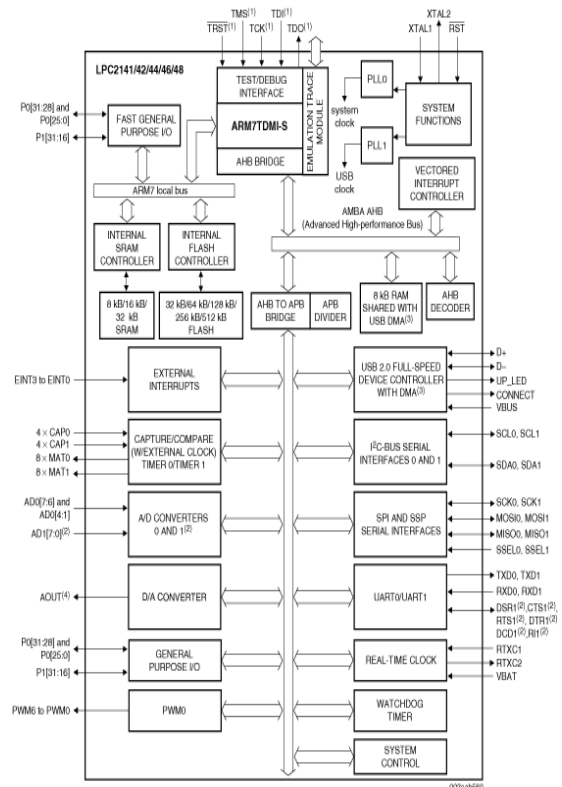 TMS(1) TDI(1) XTAL2
TRST(1) TCK(1) TDO(1) XTAL1 RST
LPC2141/42/44/46/48
TEST/DEBUG
INTERFACE
ARM7TDMI-S
AHB BRIDGE
EMULATION TRACE
MODULE
PLL0
system
clock
PLL1
USB
clock
SYSTEM
FUNCTIONS
VECTORED
INTERRUPT
CONTROLLER
P0[31:28] and
P0[25:0]
P1[31:16]
FAST GENERAL
PURPOSE I/O
ARM7 local bus
AMBA AHB
(Advanced High-performance Bus)
INTERNAL
SRAM
CONTROLLER
INTERNAL
FLASH
CONTROLLER
8 kB/16 kB/
32 kB
SRAM
32 kB/64 kB/128 kB/
256 kB/512 kB
FLASH
AHB TO APB
BRIDGE
APB
DIVIDER
8 kB RAM
SHARED WITH
USB DMA(3)
AHB
DECODER
EINT3 to EINT0
EXTERNAL
INTERRUPTS
USB 2.0 FULL-SPEED
DEVICE CONTROLLER
WITH DMA(3)
D+
D−
UP_LED
CONNECT
VBUS
4 × CAP0
4 × CAP1
8 × MAT0
8 × MAT1
CAPTURE/COMPARE
(W/EXTERNAL CLOCK)
TIMER 0/TIMER 1
I2C-BUS SERIAL
INTERFACES 0 AND 1
SCL0, SCL1
SDA0, SDA1
AD0[7:6] and
AD0[4:1]
AD1[7:0](2)
A/D CONVERTERS
0 AND 1(2)
SPI AND SSP
SERIAL INTERFACES
SCK0, SCK1
MOSI0, MOSI1
MISO0, MISO1
SSEL0, SSEL1
AOUT(4)
D/A CONVERTER
UART0/UART1
TXD0, TXD1
RXD0, RXD1
DSR1(2),CTS1(2),
RTS1(2), DTR1(2)
DCD1(2),RI1(2)
P0[31:28] and
P0[25:0]
P1[31:16]
GENERAL
PURPOSE I/O
REAL-TIME CLOCK
RTXC1
RTXC2
VBAT
PWM6 to PWM0
PWM0
WATCHDOG
TIMER
SYSTEM
CONTROL